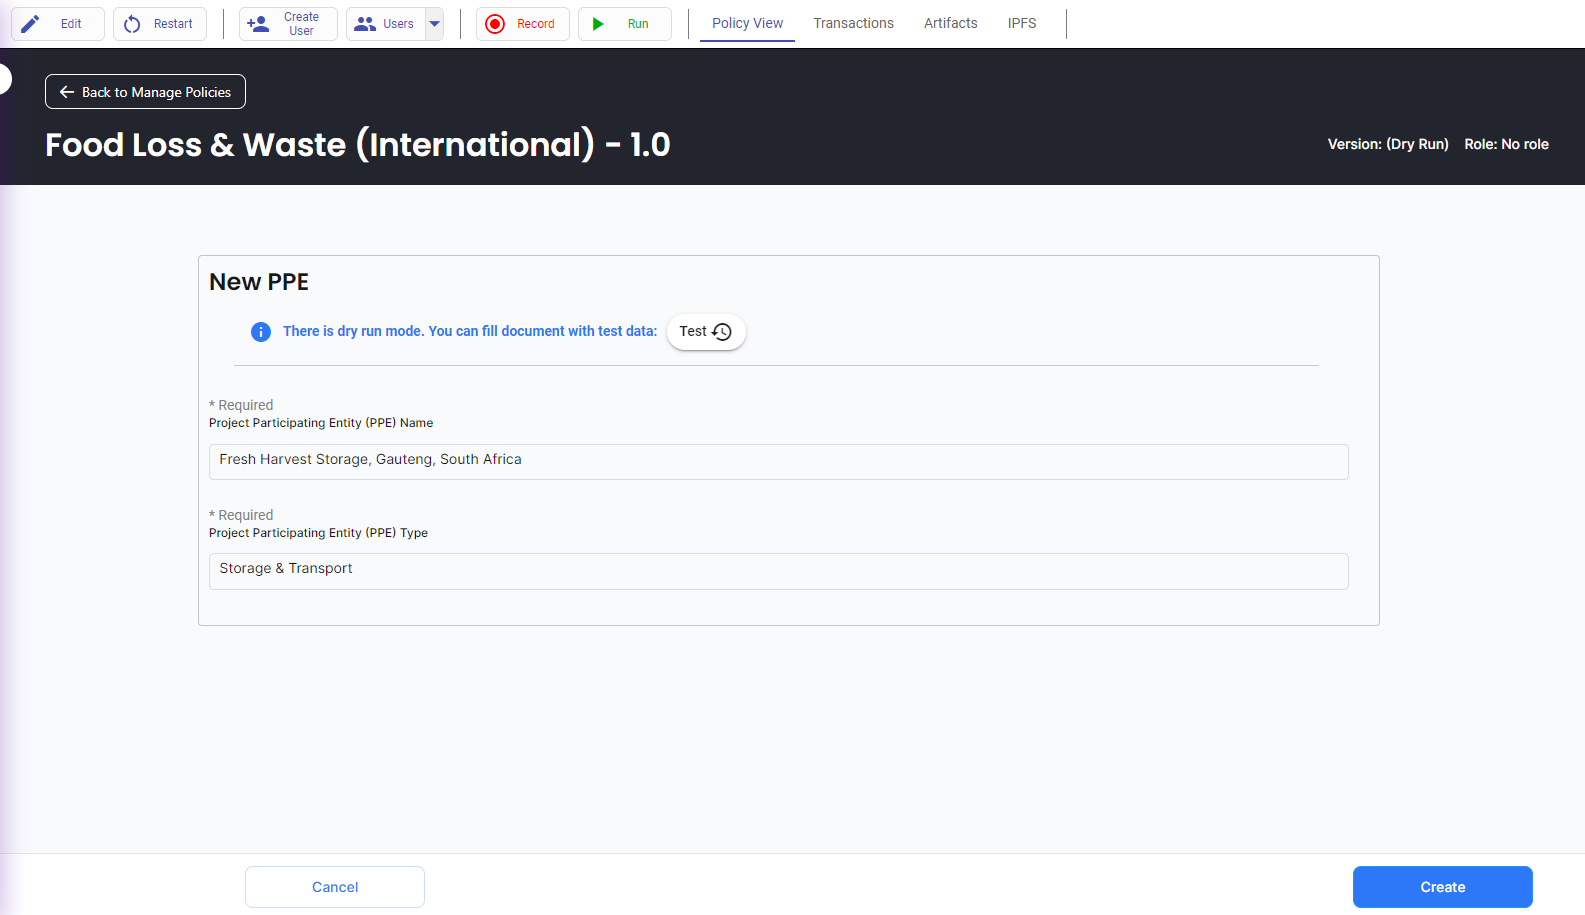 Edit
Restart
Create
User
Users
Record
Run
Policy View
Transactions
Artifacts
IPFS
Back to Manage Policies
Food Loss & Waste (International) - 1.0
Version: (Dry Run) Role: No role
New PPE
There is dry run mode. You can fill document with test data:
Test
* Required
Project Participating Entity (PPE) Name
Fresh Harvest Storage, Gauteng, South Africa
* Required
Project Participating Entity (PPE) Type
Storage & Transport
Cancel
Create